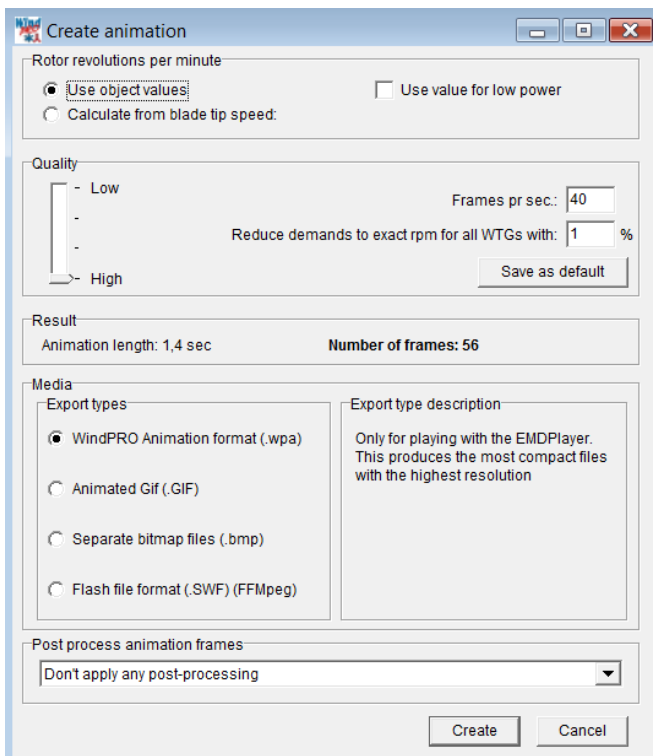 Create animation
Rotor revolutions per minute
Use object values
Use value for low power
Calculate from blade tip speed:
Quality
- Low
Frames pr sec.: 40
Reduce demands to exact rpm for all WTGs with: 1 %
- High
Save as default
Result
Animation length: 1,4 sec
Number of frames: 56
Media
Export types
Export type description
WindPRO Animation format (.wpa)
Only for playing with the EMDPlayer.
This produces the most compact files
with the highest resolution
Animated Gif (.GIF)
Separate bitmap files (.bmp)
Flash file format (.SWF) (FFMpeg)
Post process animation frames
Don't apply any post-processing
Create
Cancel